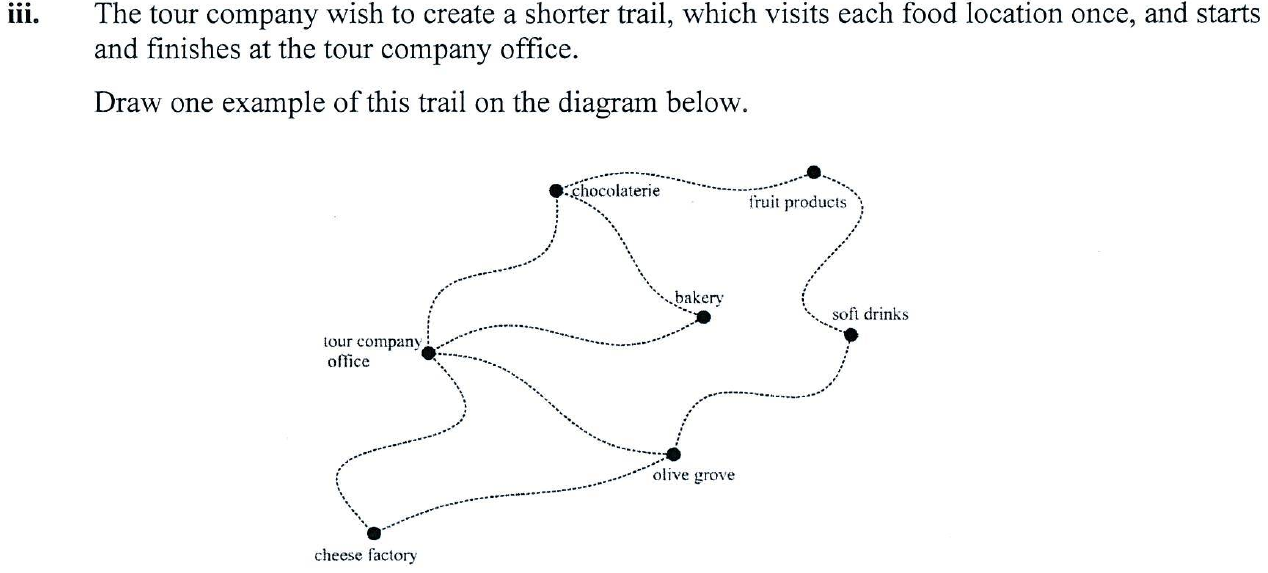 iii. The tour company wish to create a shorter trail, which visits each food location once, and starts
and finishes at the tour company office.
Draw one example of this trail on the diagram below.
chocolaterie
fruit products
bakery
soft drinks
tour company
office
olive grove
cheese factory